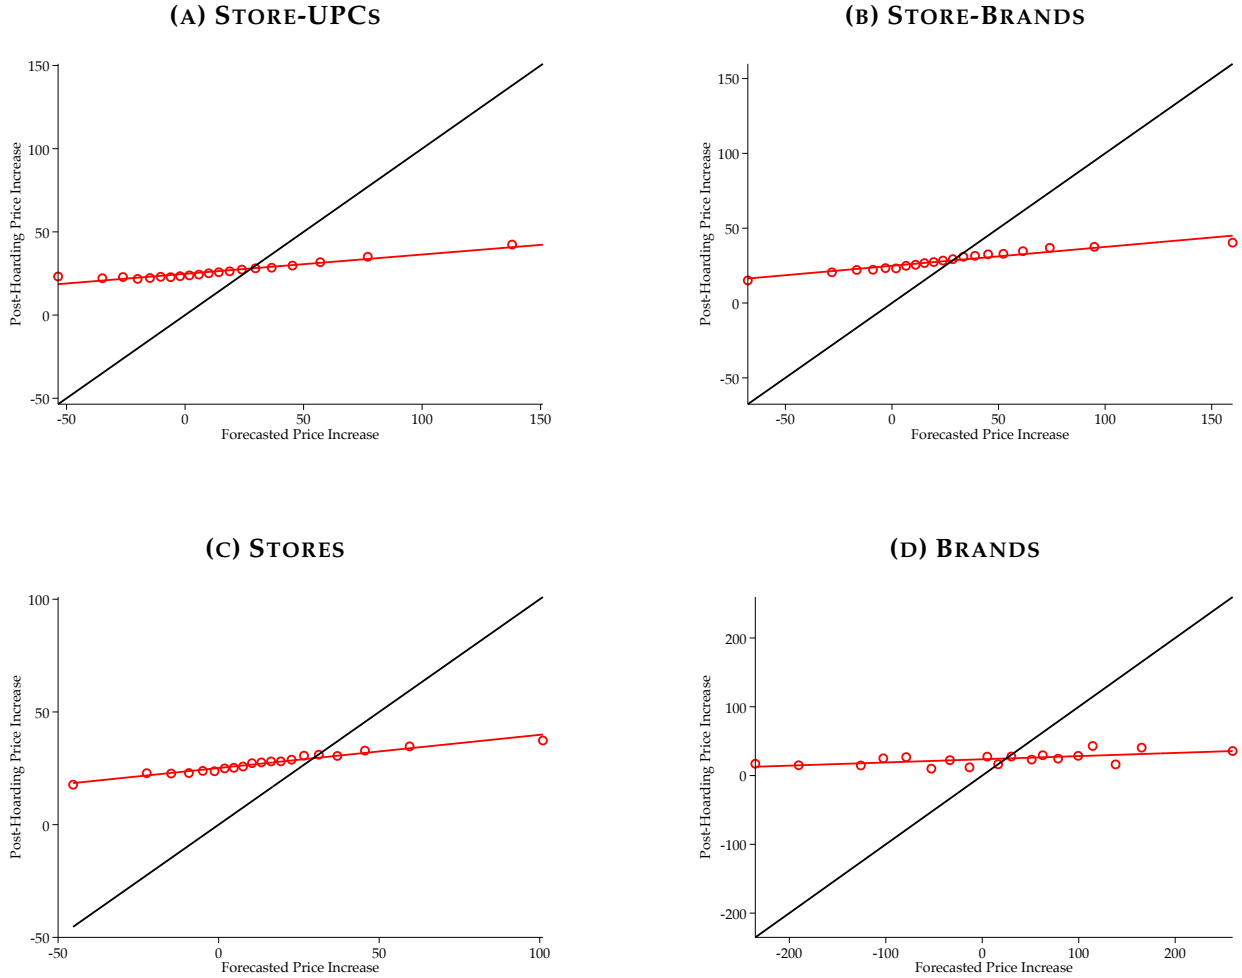 (A) STORE-UPCS
150
100
50
0
-50
-50 0 50 100 150
Post-Hoarding Price Increase
Forecasted Price Increase
(B) STORE-BRANDS
150
100
50
0
-50
-50 0 50 100 150
Post-Hoarding Price Increase
Forecasted Price Increase
(C) STORES
100
50
0
-50
-50 0 50 100
Post-Hoarding Price Increase
Forecasted Price Increase
(D) BRANDS
200
100
0
-100
-200
-200 -100 0 100 200
Post-Hoarding Price Increase
Forecasted Price Increase